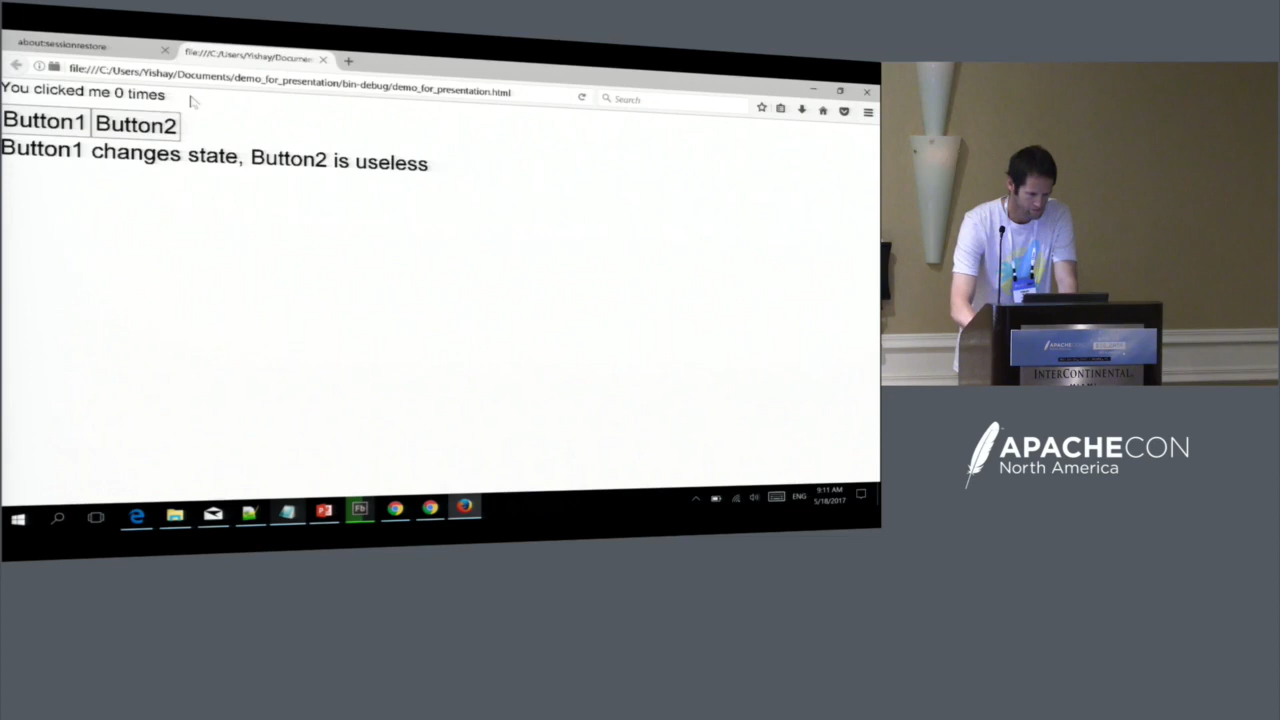 about:sessionrestore
file:///C:/Users/Yishay/Documen
file:///C:/Users/Yishay/Documents/demo_for_presentation/bin-debug/demo_for_presentation.html
Search
You clicked me 0 times
Button1 Button2
Button1 changes state, Button2 is useless
Fb
ENG
9:11 AM
5/18/2017
APACHE
INTERCONTINENTAL
APACHECON
North America